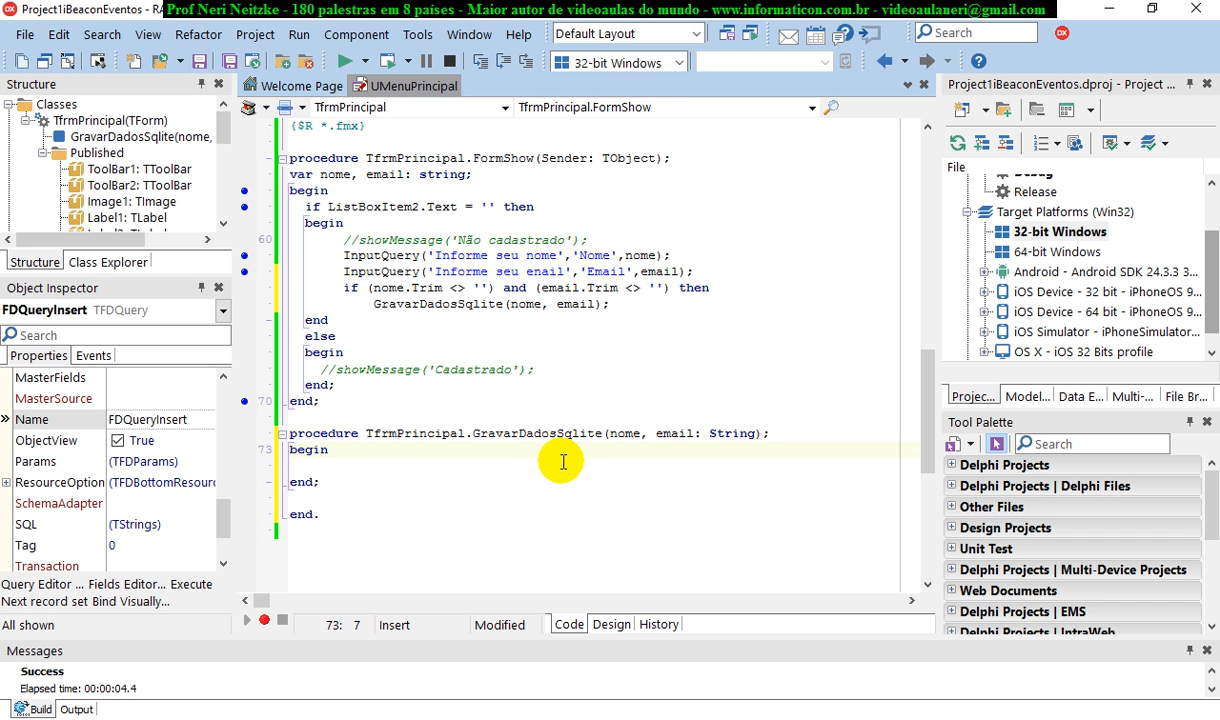 Project1iBeaconEventos - RA
Prof Neri Neitzke - 180 palestras em 8 países - Maior autor de videoaulas do mundo - www.informaticon.com.br - videoaulaneri@gmail.com
File Edit Search View Refactor Project Run Component Tools Window Help
Default Layout
Search
DX
32-bit Windows
Structure
Classes
TfrmPrincipal(TForm)
GravarDadosSqlite(nome,
Published
ToolBar1: TToolBar
ToolBar2: TToolBar
Image1: TImage
Label1: TLabel
Structure Class Explorer
Object Inspector
FDQueryInsert TFDQuery
Search
Properties Events
MasterFields
MasterSource
Name FDQueryInsert
ObjectView True
Params (TFDParams)
ResourceOption (TFDBottomResourc
SchemaAdapter
SQL (TStrings)
Tag 0
Transaction
Query Editor ... Fields Editor... Execute
Next record set Bind Visually...
All shown
Welcome Page UMenuPrincipal
TfrmPrincipal TfrmPrincipal.FormShow
{$R *.fmx}
procedure TfrmPrincipal.FormShow(Sender: TObject);
var nome, email: string;
begin
if ListBoxItem2.Text = '' then
begin
60 //showMessage('Não cadastrado');
InputQuery('Informe seu nome','Nome',nome);
InputQuery('Informe seu enail','Email',email);
if (nome.Trim <> '') and (email.Trim <> '') then
GravarDadosSqlite(nome, email);
end
else
begin
//showMessage('Cadastrado');
end;
70 end;
procedure TfrmPrincipal.GravarDadosSqlite(nome, email: String);
73 begin
end;
end.
73: 7 Insert Modified Code Design History
Project1iBeaconEventos.dproj - Project ...
File
Debug
Release
Target Platforms (Win32)
32-bit Windows
64-bit Windows
Android - Android SDK 24.3.3 3...
iOS Device - 32 bit - iPhoneOS 9...
iOS Device - 64 bit - iPhoneOS 9...
iOS Simulator - iPhoneSimulator...
OS X - iOS 32 Bits profile
Projec... Model... Data E... Multi-... File Br...
Tool Palette
Search
Delphi Projects
Delphi Projects | Delphi Files
Other Files
Design Projects
Unit Test
Delphi Projects | Multi-Device Projects
Web Documents
Delphi Projects | EMS
Delphi Projects | IntraWeb
Messages
Success
Elapsed time: 00:00:04.4
Build Output